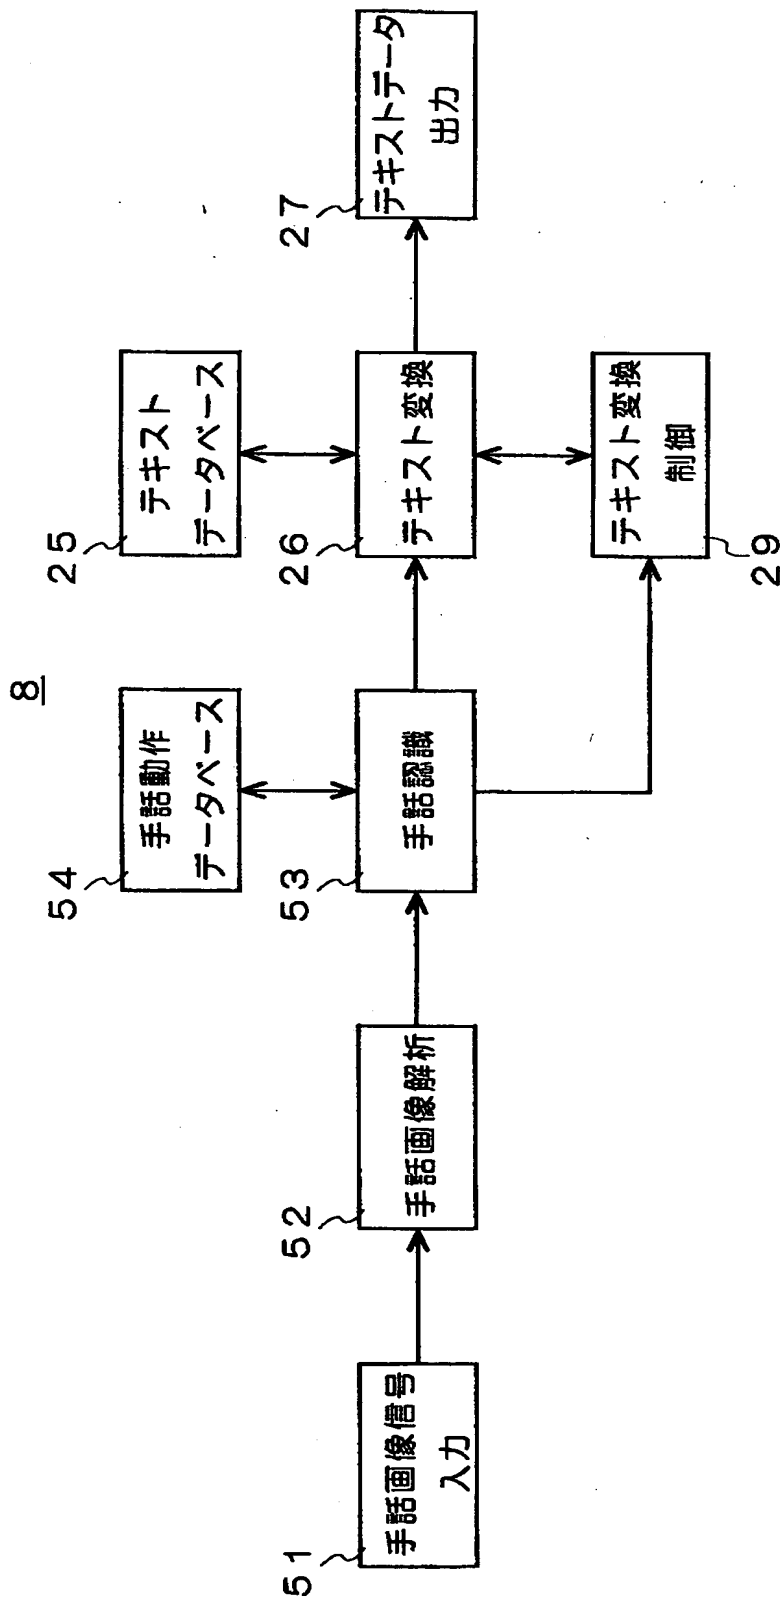 8
54
手話動作
データベース
25
テキスト
データベース
51
手話画像信号
入力
52
手話画像解析
53
手話認識
26
テキスト変換
27
テキストデータ
出力
テキスト変換
制御
29